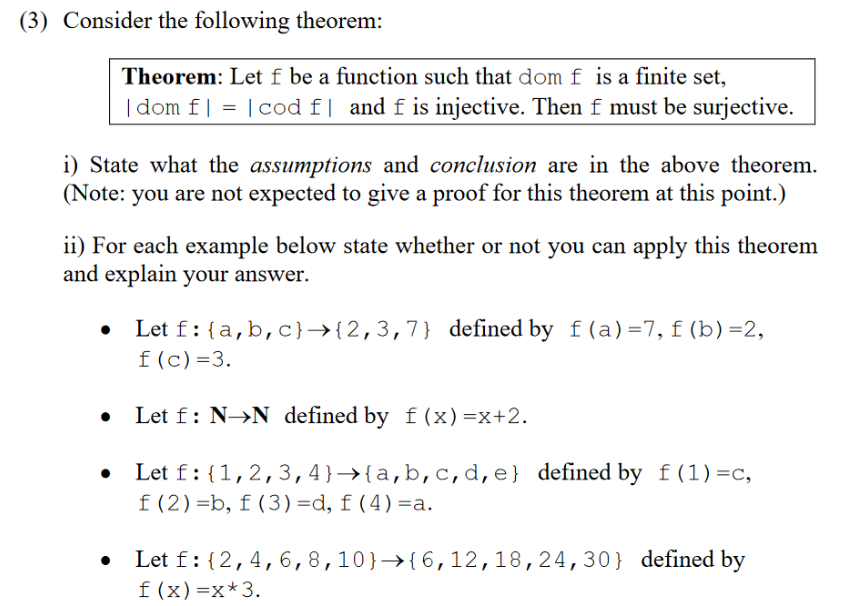 (3) Consider the following theorem:
Theorem: Let f be a function such that dom f is a finite set,
|dom f| = |cod f| and f is injective. Then f must be surjective.
i) State what the assumptions and conclusion are in the above theorem.
(Note: you are not expected to give a proof for this theorem at this point.)
ii) For each example below state whether or not you can apply this theorem
and explain your answer.
• Let f:{a,b,c}→{2,3,7} defined by f(a)=7, f(b)=2,
f(c)=3.
• Let f: N→N defined by f(x)=x+2.
• Let f:{1,2,3,4}→{a,b,c,d,e} defined by f(1)=c,
f(2)=b, f(3)=d, f(4)=a.
• Let f:{2,4,6,8,10}→{6,12,18,24,30} defined by
f(x)=x*3.